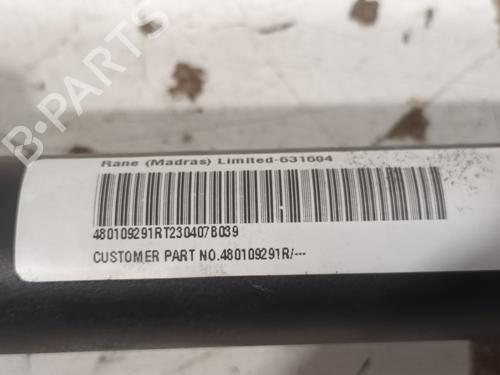 B-PARTS
Rane (Madras) Limited-631604
480109291RT230407B039
CUSTOMER PART NO.480109291R/---